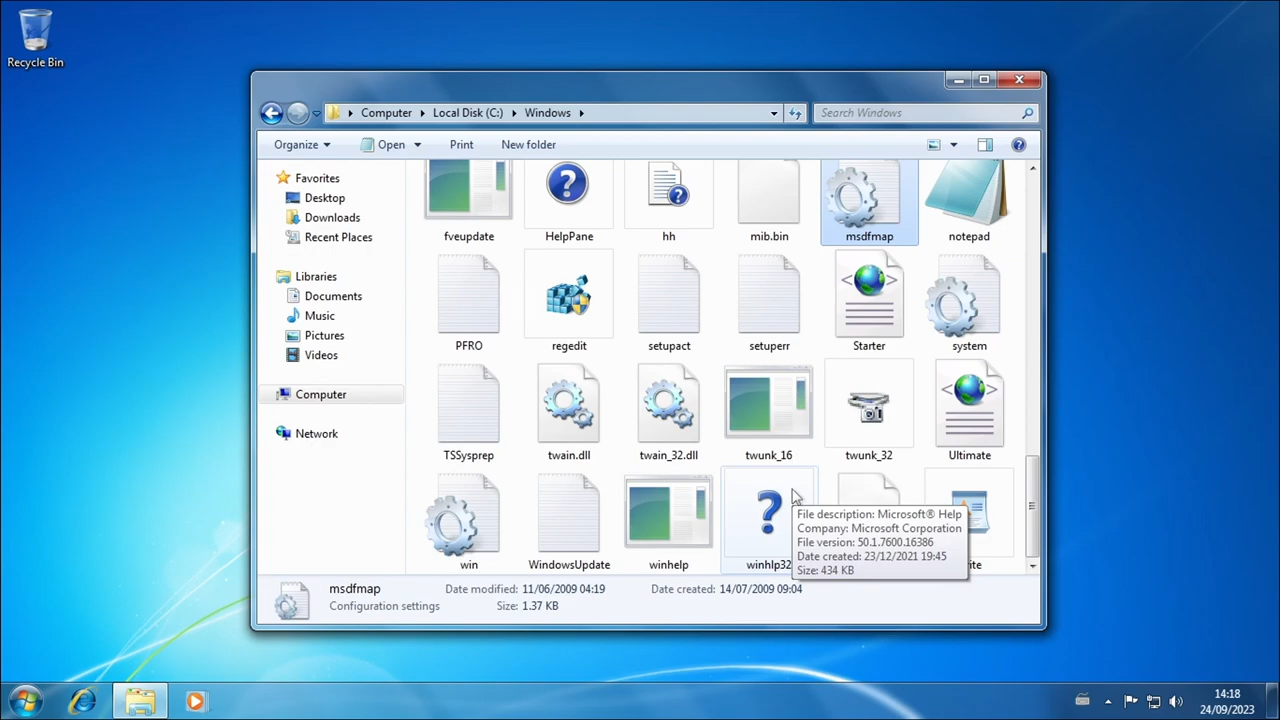 Recycle Bin
Computer Local Disk (C:) Windows
Search Windows
Organize Open Print New folder
Favorites
Desktop
Downloads
Recent Places
Libraries
Documents
Music
Pictures
Videos
Computer
Network
fveupdate HelpPane hh mib.bin msdfmap notepad
PFRO regedit setupact setuperr Starter system
TSSysprep twain.dll twain_32.dll twunk_16 twunk_32 Ultimate
win WindowsUpdate winhelp winhlp32
File description: Microsoft® Help
Company: Microsoft Corporation
File version: 50.1.7600.16386
Date created: 23/12/2021 19:45
Size: 434 KB
msdfmap Date modified: 11/06/2009 04:19 Date created: 14/07/2009 09:04
Configuration settings Size: 1.37 KB
14:18
24/09/2023